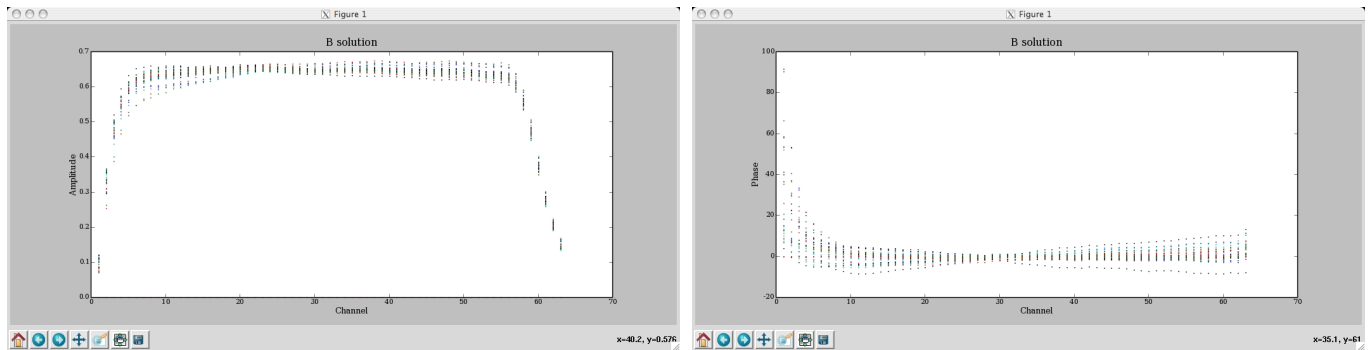 Figure 1
B solution
0.7
0.6
0.5
0.4
0.3
0.2
0.1
0.0
Amplitude
0 10 20 30 40 50 60 70
Channel
x=40.2, y=0.576
Figure 1
B solution
100
80
60
40
20
0
-20
Phase
0 10 20 30 40 50 60 70
Channel
x=35.1, y=61